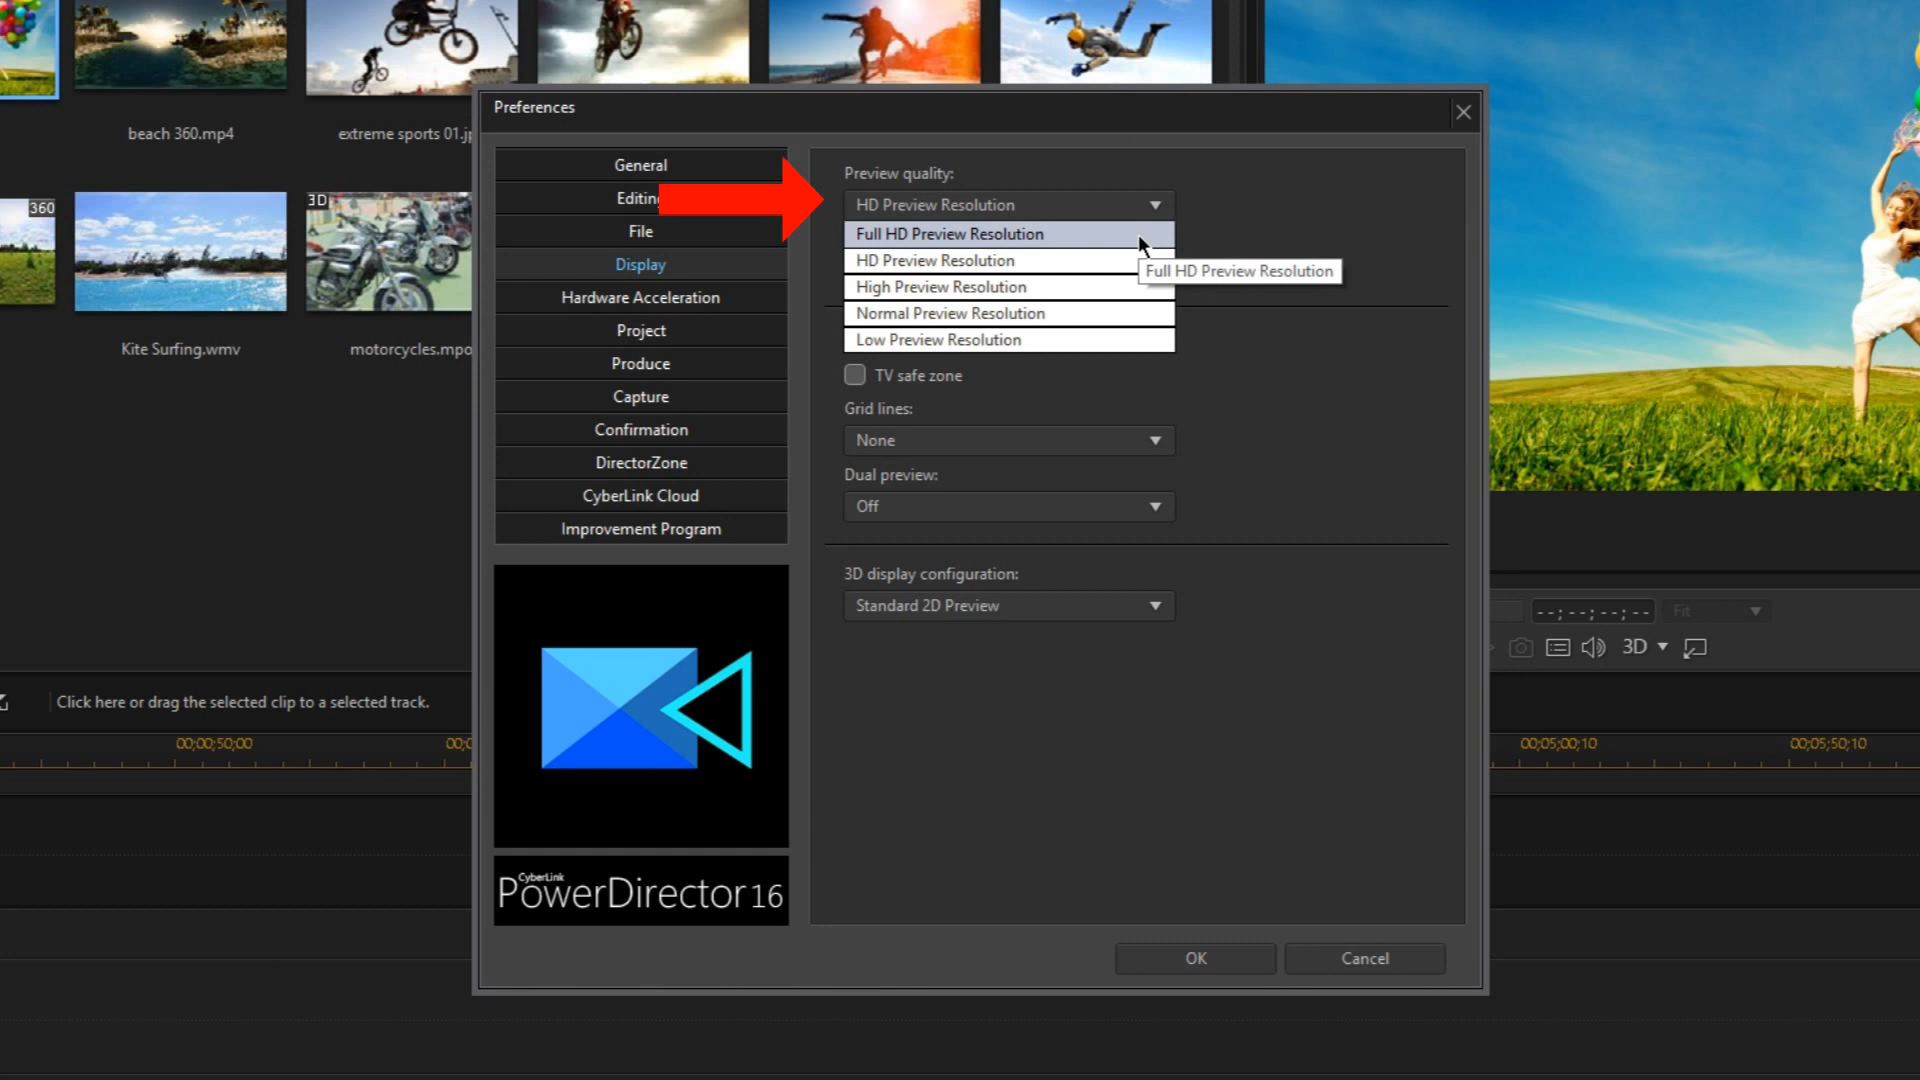 beach 360.mp4
extreme sports 01.jp
360
3D
Kite Surfing.wmv
motorcycles.mpo
Preferences
General
Editing
File
Display
Hardware Acceleration
Project
Produce
Capture
Confirmation
DirectorZone
CyberLink Cloud
Improvement Program
CyberLink
PowerDirector 16
Preview quality:
HD Preview Resolution
Full HD Preview Resolution
HD Preview Resolution
High Preview Resolution
Normal Preview Resolution
Low Preview Resolution
Full HD Preview Resolution
TV safe zone
Grid lines:
None
Dual preview:
Off
3D display configuration:
Standard 2D Preview
OK
Cancel
--;--;--;--
Fit
3D
Click here or drag the selected clip to a selected track.
00;00;50;00
00;0
00;05;00;10
00;05;50;10